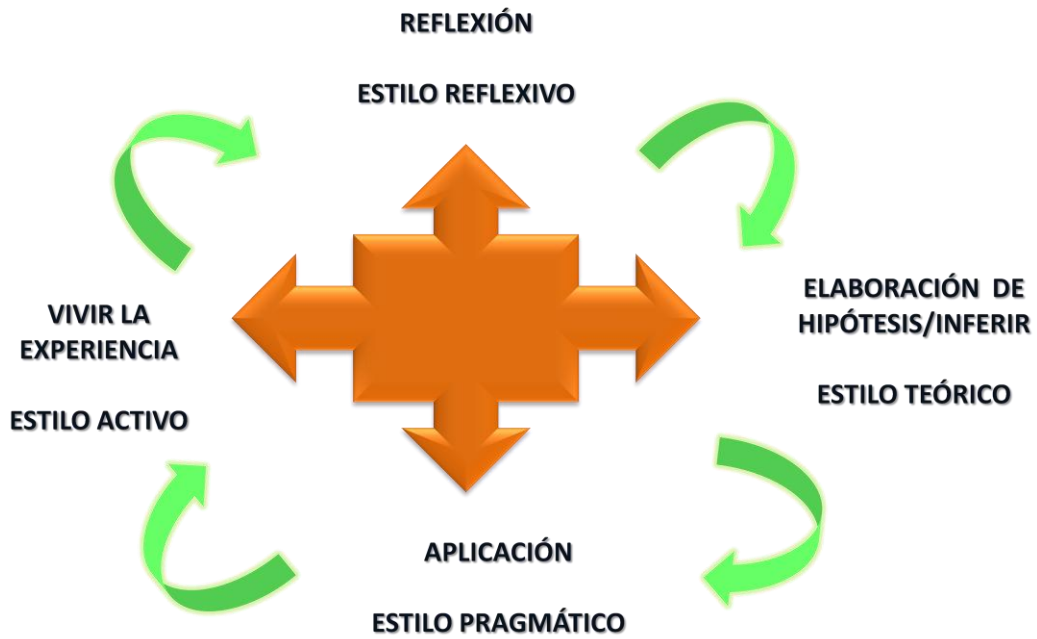 REFLEXIÓN
ESTILO REFLEXIVO
VIVIR LA
EXPERIENCIA
ESTILO ACTIVO
ELABORACIÓN DE
HIPÓTESIS/INFERIR
ESTILO TEÓRICO
APLICACIÓN
ESTILO PRAGMÁTICO